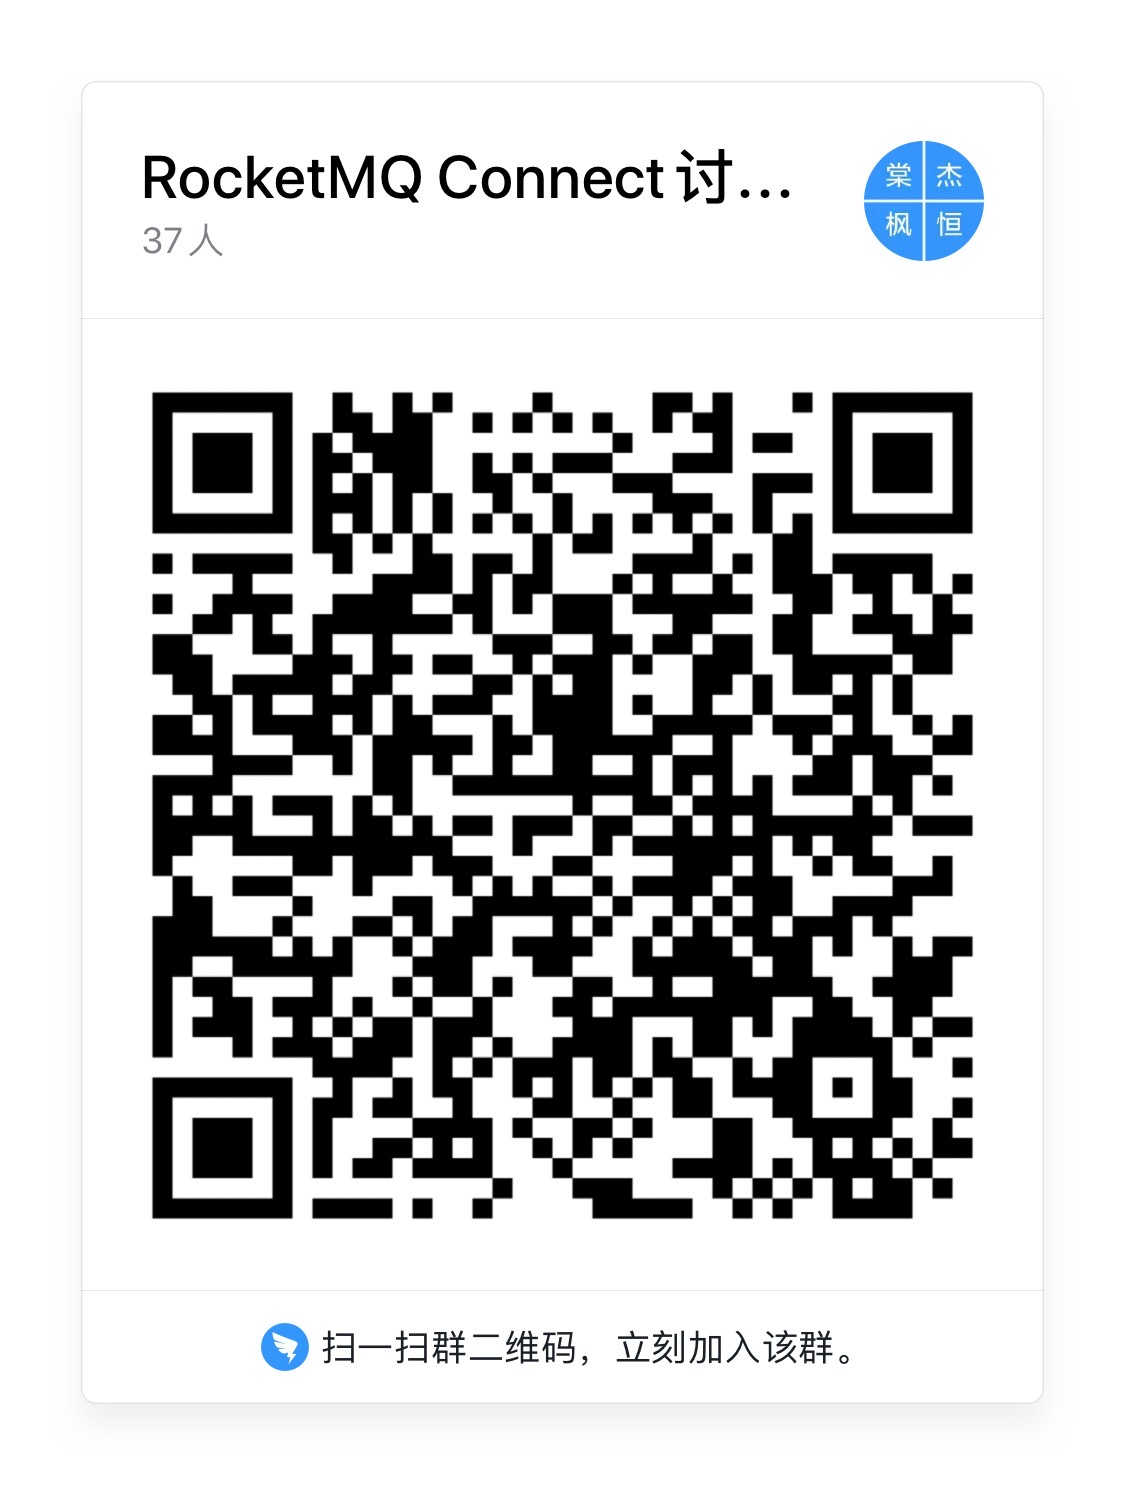 RocketMQ Connect 讨...
37人
棠 杰
枫 恒
扫一扫群二维码，立刻加入该群。